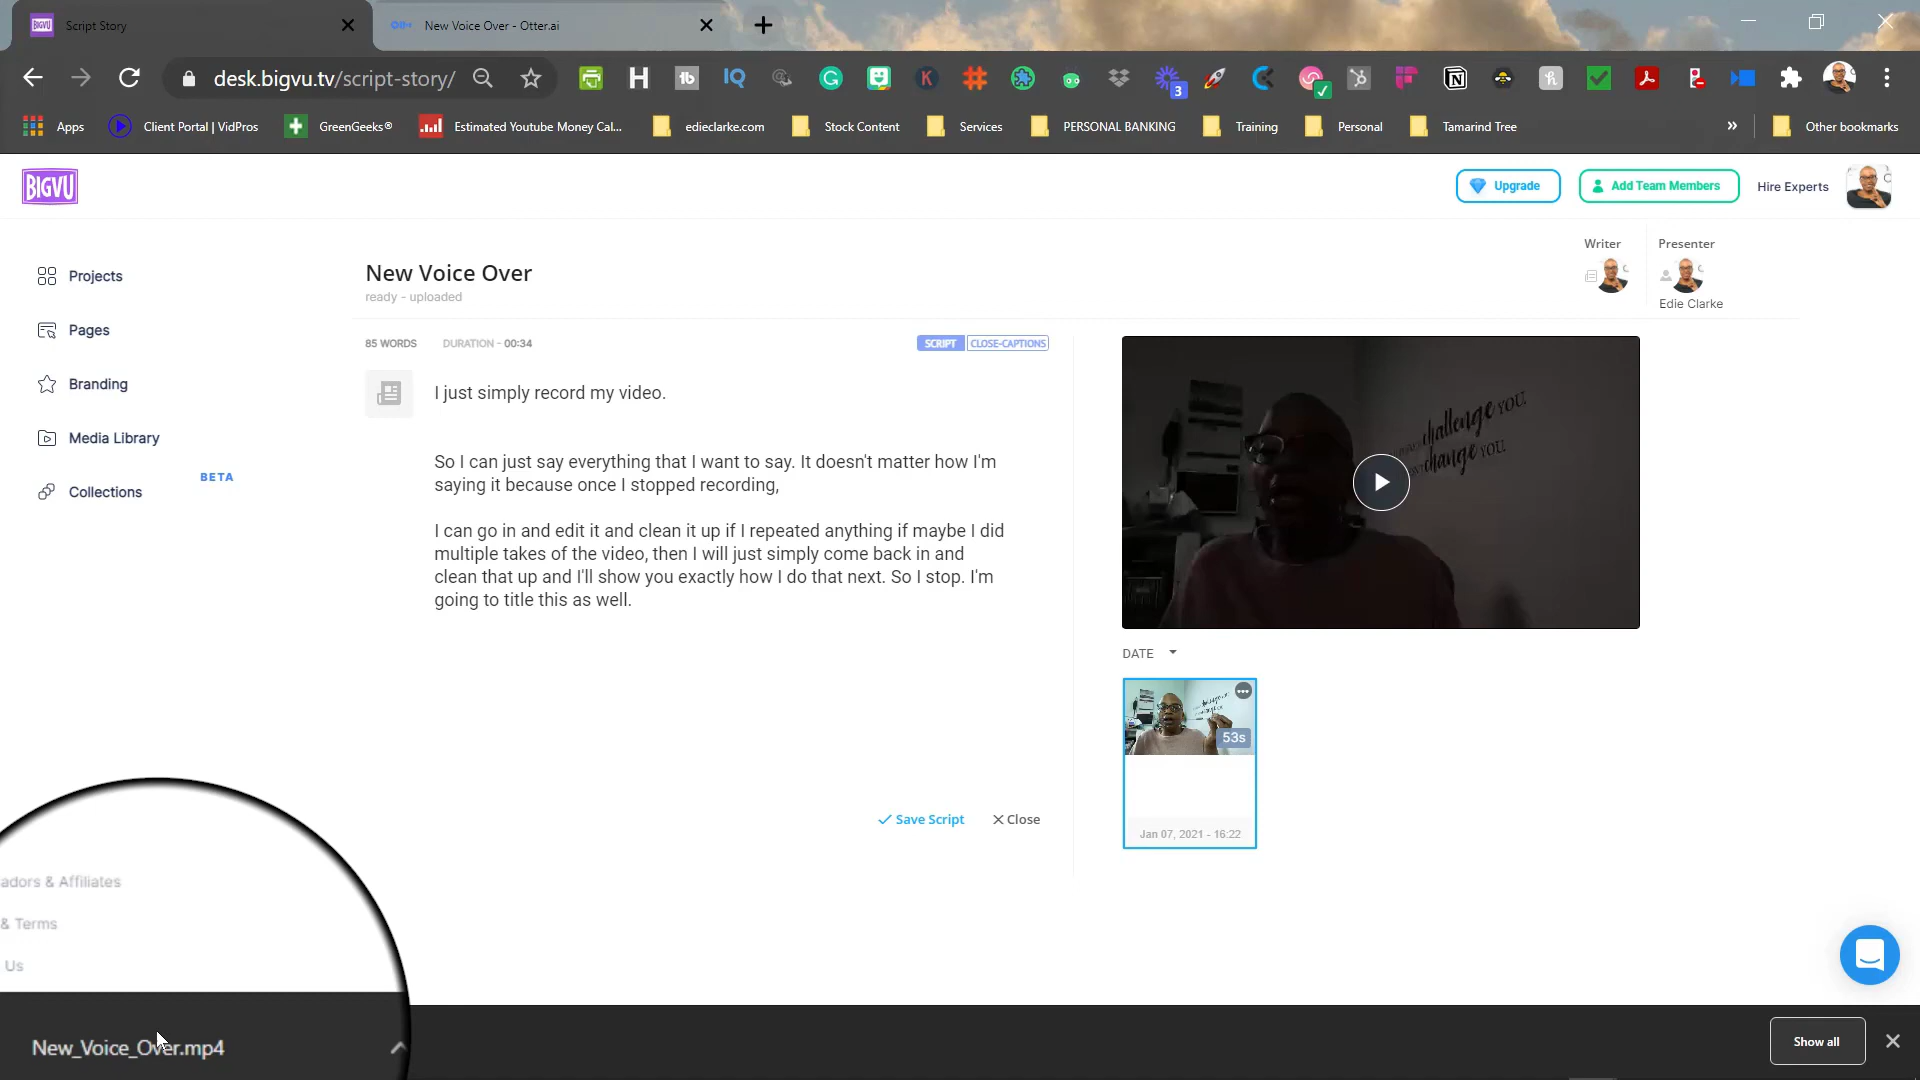 BIGVU
Script Story
New Voice Over - Otter.ai
desk.bigvu.tv/script-story/
3
Apps
Client Portal | VidPros
GreenGeeks®
Estimated Youtube Money Cal...
edieclarke.com
Stock Content
Services
PERSONAL BANKING
Training
Personal
Tamarind Tree
»
Other bookmarks
BIGVU
Upgrade
Add Team Members
Hire Experts
Projects
Pages
Branding
Media Library
BETA
Collections
New Voice Over
ready - uploaded
Writer
Presenter
Edie Clarke
85 WORDS
DURATION - 00:34
SCRIPT
CLOSE-CAPTIONS
I just simply record my video.
So I can just say everything that I want to say. It doesn't matter how I'm
saying it because once I stopped recording,
I can go in and edit it and clean it up if I repeated anything if maybe I did
multiple takes of the video, then I will just simply come back in and
clean that up and I'll show you exactly how I do that next. So I stop. I'm
going to title this as well.
Save Script
Close
challenge YOU.
change YOU.
DATE
53s
Jan 07, 2021 - 16:22
adors & Affiliates
& Terms
Us
New_Voice_Over.mp4
Show all